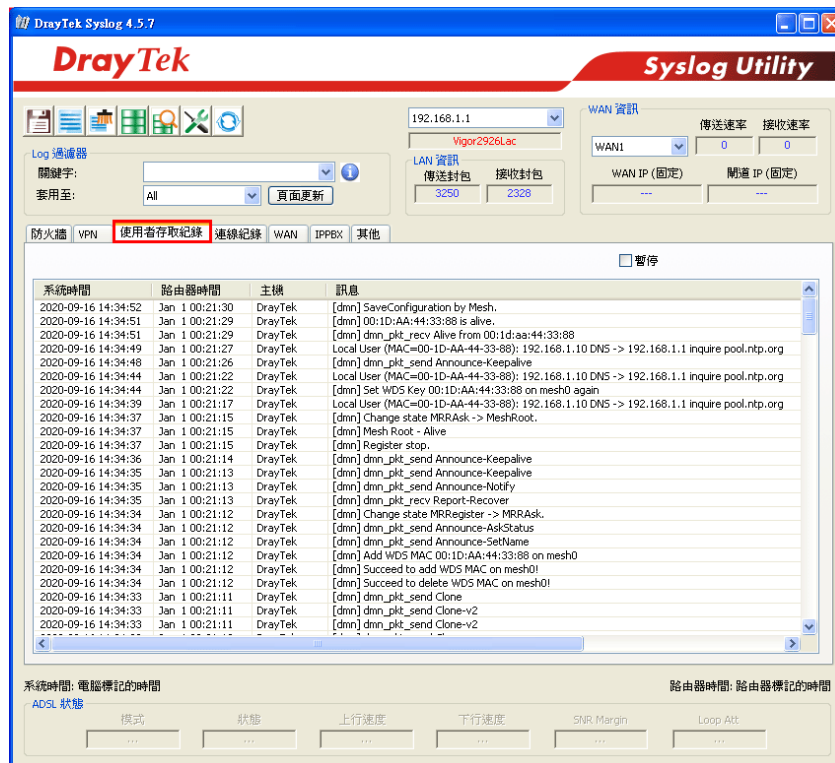 DrayTek Syslog 4.5.7
DrayTek
Syslog Utility
192.168.1.1
Vigor2926Lac
WAN 資訊
傳送速率 接收速率
WAN1 0 0
WAN IP (固定) 閘道 IP (固定)
--- ---
Log 過濾器
關鍵字:
套用至: All 頁面更新
LAN 資訊
傳送封包 接收封包
3250 2328
防火牆 VPN 使用者存取紀錄 連線紀錄 WAN IPPBX 其他
暫停
系統時間 路由器時間 主機 訊息
2020-09-16 14:34:52 Jan 1 00:21:30 DrayTek [dmn] SaveConfiguration by Mesh.
2020-09-16 14:34:51 Jan 1 00:21:29 DrayTek [dmn] 00:1D:AA:44:33:88 is alive.
2020-09-16 14:34:51 Jan 1 00:21:29 DrayTek [dmn] dmn_pkt_recv Alive from 00:1d:aa:44:33:88
2020-09-16 14:34:49 Jan 1 00:21:27 DrayTek Local User (MAC=00-1D-AA-44-33-88): 192.168.1.10 DNS -> 192.168.1.1 inquire pool.ntp.org
2020-09-16 14:34:48 Jan 1 00:21:26 DrayTek [dmn] dmn_pkt_send Announce-Keepalive
2020-09-16 14:34:44 Jan 1 00:21:22 DrayTek Local User (MAC=00-1D-AA-44-33-88): 192.168.1.10 DNS -> 192.168.1.1 inquire pool.ntp.org
2020-09-16 14:34:44 Jan 1 00:21:22 DrayTek [dmn] Set WDS Key 00:1D:AA:44:33:88 on mesh0 again
2020-09-16 14:34:39 Jan 1 00:21:17 DrayTek Local User (MAC=00-1D-AA-44-33-88): 192.168.1.10 DNS -> 192.168.1.1 inquire pool.ntp.org
2020-09-16 14:34:37 Jan 1 00:21:15 DrayTek [dmn] Change state MRRAsk -> MeshRoot.
2020-09-16 14:34:37 Jan 1 00:21:15 DrayTek [dmn] Mesh Root - Alive
2020-09-16 14:34:37 Jan 1 00:21:15 DrayTek [dmn] Register stop.
2020-09-16 14:34:36 Jan 1 00:21:14 DrayTek [dmn] dmn_pkt_send Announce-Keepalive
2020-09-16 14:34:35 Jan 1 00:21:13 DrayTek [dmn] dmn_pkt_send Announce-Keepalive
2020-09-16 14:34:35 Jan 1 00:21:13 DrayTek [dmn] dmn_pkt_send Announce-Notify
2020-09-16 14:34:35 Jan 1 00:21:13 DrayTek [dmn] dmn_pkt_recv Report-Recover
2020-09-16 14:34:34 Jan 1 00:21:12 DrayTek [dmn] Change state MRRegister -> MRRAsk.
2020-09-16 14:34:34 Jan 1 00:21:12 DrayTek [dmn] dmn_pkt_send Announce-AskStatus
2020-09-16 14:34:34 Jan 1 00:21:12 DrayTek [dmn] dmn_pkt_send Announce-SetName
2020-09-16 14:34:34 Jan 1 00:21:12 DrayTek [dmn] Add WDS MAC 00:1D:AA:44:33:88 on mesh0
2020-09-16 14:34:34 Jan 1 00:21:12 DrayTek [dmn] Succeed to add WDS MAC on mesh0!
2020-09-16 14:34:34 Jan 1 00:21:12 DrayTek [dmn] Succeed to delete WDS MAC on mesh0!
2020-09-16 14:34:33 Jan 1 00:21:11 DrayTek [dmn] dmn_pkt_send Clone
2020-09-16 14:34:33 Jan 1 00:21:11 DrayTek [dmn] dmn_pkt_send Clone-v2
2020-09-16 14:34:33 Jan 1 00:21:11 DrayTek [dmn] dmn_pkt_send Clone-v2
系統時間: 電腦標記的時間 路由器時間: 路由器標記的時間
ADSL 狀態
模式 狀態 上行速度 下行速度 SNR Margin Loop Att
... ... ... ... ... ...